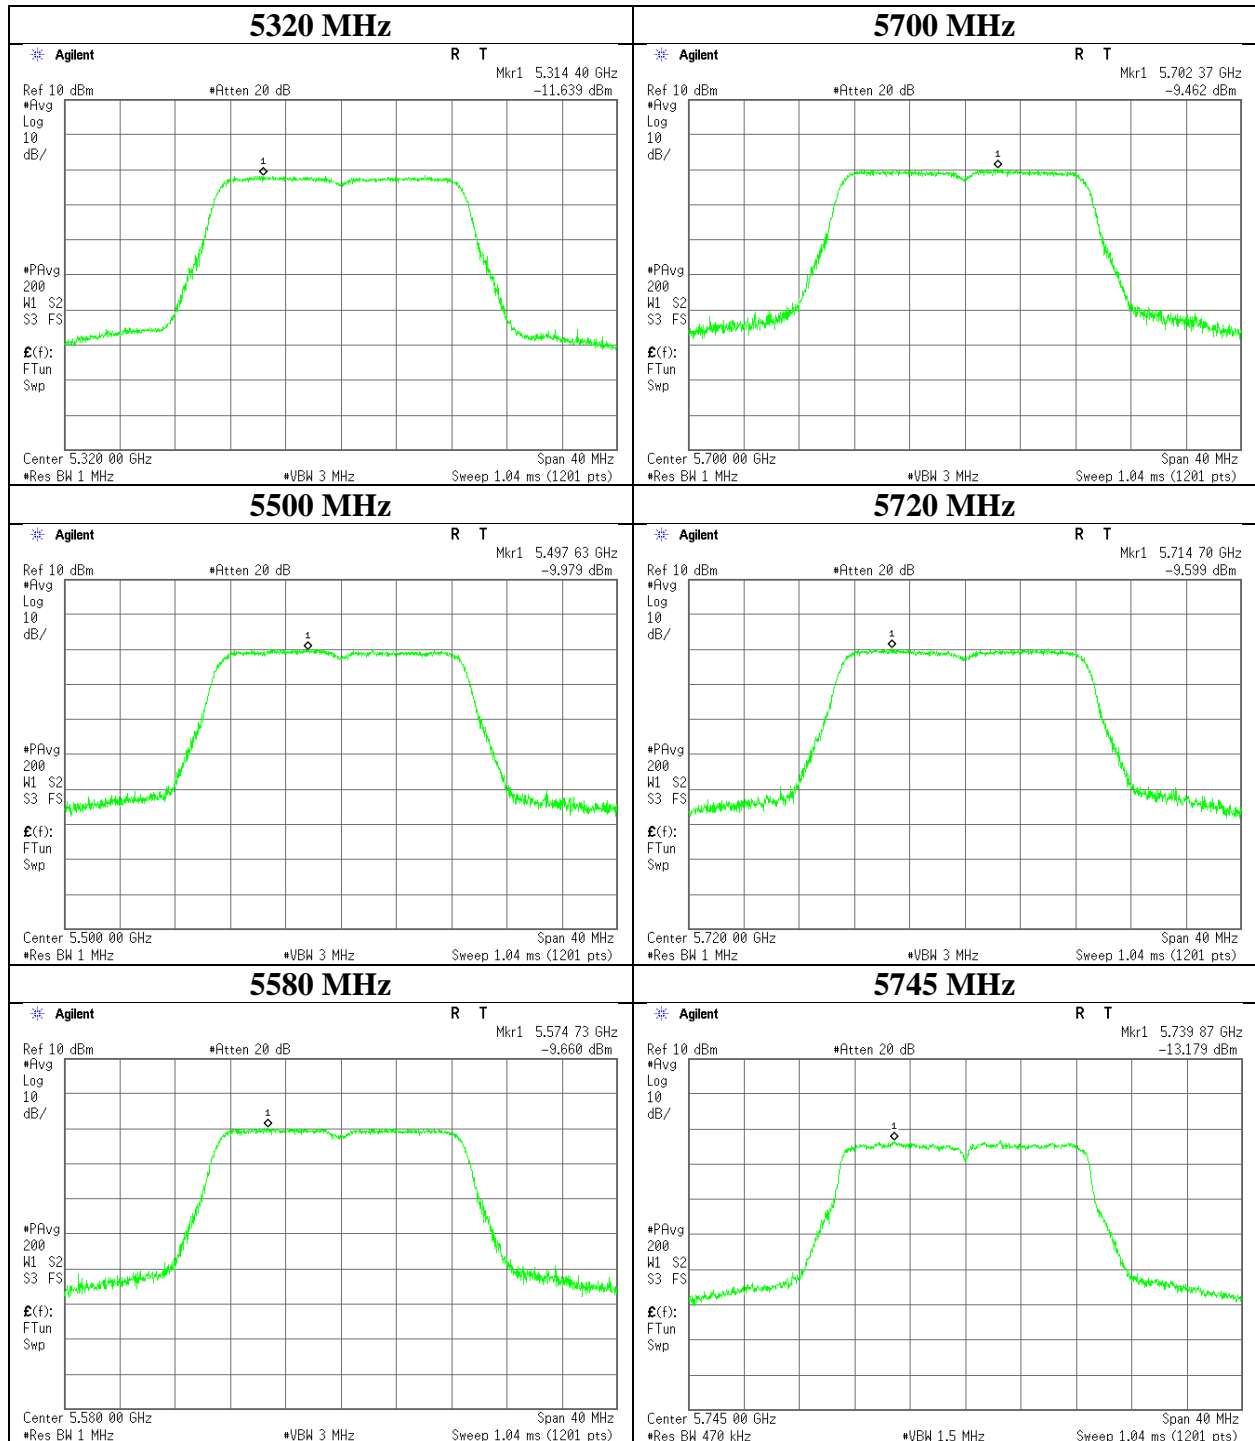 5320 MHz
Agilent
R T
Mkr1 5.314 40 GHz
Ref 10 dBm #Atten 20 dB -11.639 dBm
#Avg
Log
10
dB/
1
#PAvg
200
W1 S2
S3 FS
£(f):
FTun
Swp
Center 5.320 00 GHz Span 40 MHz
#Res BW 1 MHz #VBW 3 MHz Sweep 1.04 ms (1201 pts)
5700 MHz
Agilent
R T
Mkr1 5.702 37 GHz
Ref 10 dBm #Atten 20 dB -9.462 dBm
#Avg
Log
10
dB/
1
#PAvg
200
W1 S2
S3 FS
£(f):
FTun
Swp
Center 5.700 00 GHz Span 40 MHz
#Res BW 1 MHz #VBW 3 MHz Sweep 1.04 ms (1201 pts)
5500 MHz
Agilent
R T
Mkr1 5.497 63 GHz
Ref 10 dBm #Atten 20 dB -9.979 dBm
#Avg
Log
10
dB/
1
#PAvg
200
W1 S2
S3 FS
£(f):
FTun
Swp
Center 5.500 00 GHz Span 40 MHz
#Res BW 1 MHz #VBW 3 MHz Sweep 1.04 ms (1201 pts)
5720 MHz
Agilent
R T
Mkr1 5.714 70 GHz
Ref 10 dBm #Atten 20 dB -9.599 dBm
#Avg
Log
10
dB/
1
#PAvg
200
W1 S2
S3 FS
£(f):
FTun
Swp
Center 5.720 00 GHz Span 40 MHz
#Res BW 1 MHz #VBW 3 MHz Sweep 1.04 ms (1201 pts)
5580 MHz
Agilent
R T
Mkr1 5.574 73 GHz
Ref 10 dBm #Atten 20 dB -9.660 dBm
#Avg
Log
10
dB/
1
#PAvg
200
W1 S2
S3 FS
£(f):
FTun
Swp
Center 5.580 00 GHz Span 40 MHz
#Res BW 1 MHz #VBW 3 MHz Sweep 1.04 ms (1201 pts)
5745 MHz
Agilent
R T
Mkr1 5.739 87 GHz
Ref 10 dBm #Atten 20 dB -13.179 dBm
#Avg
Log
10
dB/
1
#PAvg
200
W1 S2
S3 FS
£(f):
FTun
Swp
Center 5.745 00 GHz Span 40 MHz
#Res BW 470 kHz #VBW 1.5 MHz Sweep 1.04 ms (1201 pts)